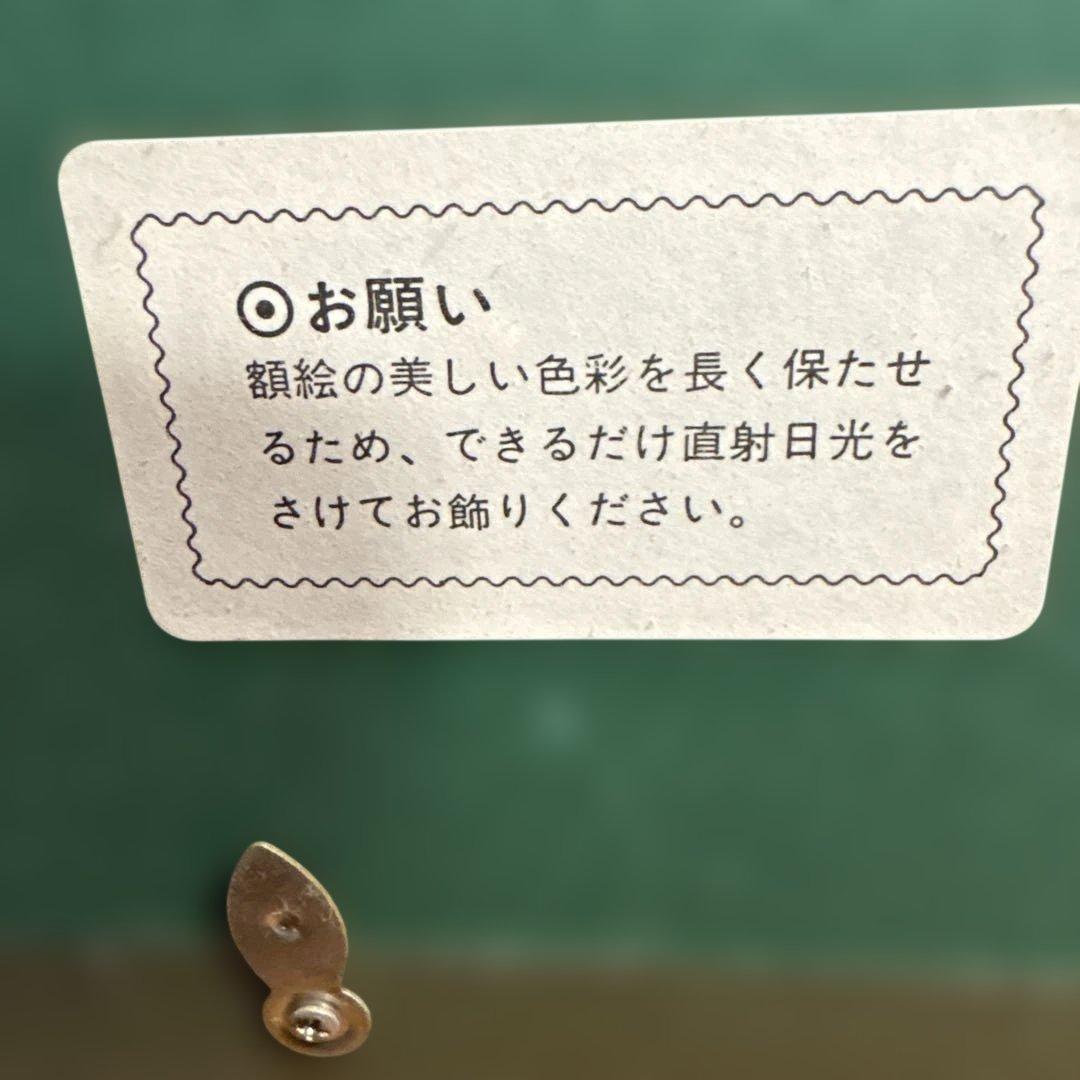 ◉お願い
額絵の美しい色彩を長く保たせ
るため、できるだけ直射日光を
さけてお飾りください。